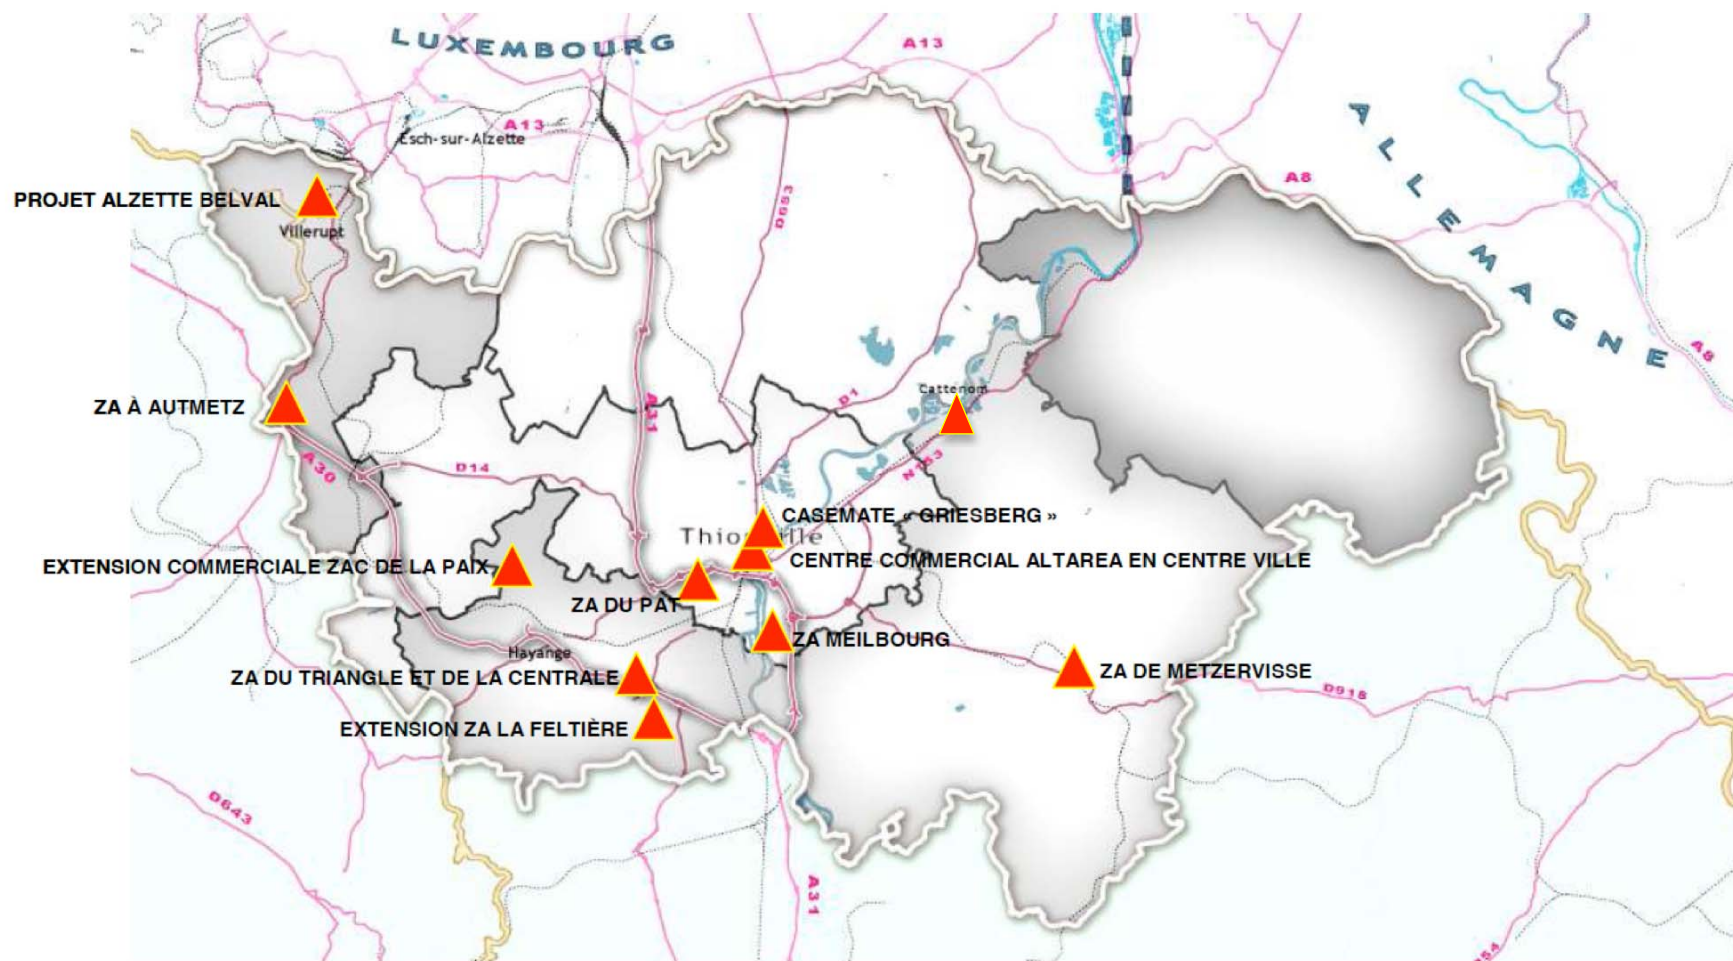 LUXEMBOURG
A13
A13
Esch-sur-Alzette
ALLEMAGNE
A8
PROJET ALZETTE BELVAL
D653
Villerupt
A8
ZA À AUTMETZ
Cattenom
D1
A31
A30
D14
N153
CASEMATE « GRIESBERG »
EXTENSION COMMERCIALE ZAC DE LA PAIX
CENTRE COMMERCIAL ALTAREA EN CENTRE VILLE
ZA DU PAT
ZA MEILBOURG
Hayange
ZA DU TRIANGLE ET DE LA CENTRALE
ZA DE METZERVISSE
D918
EXTENSION ZA LA FELTIÈRE
D643
A31